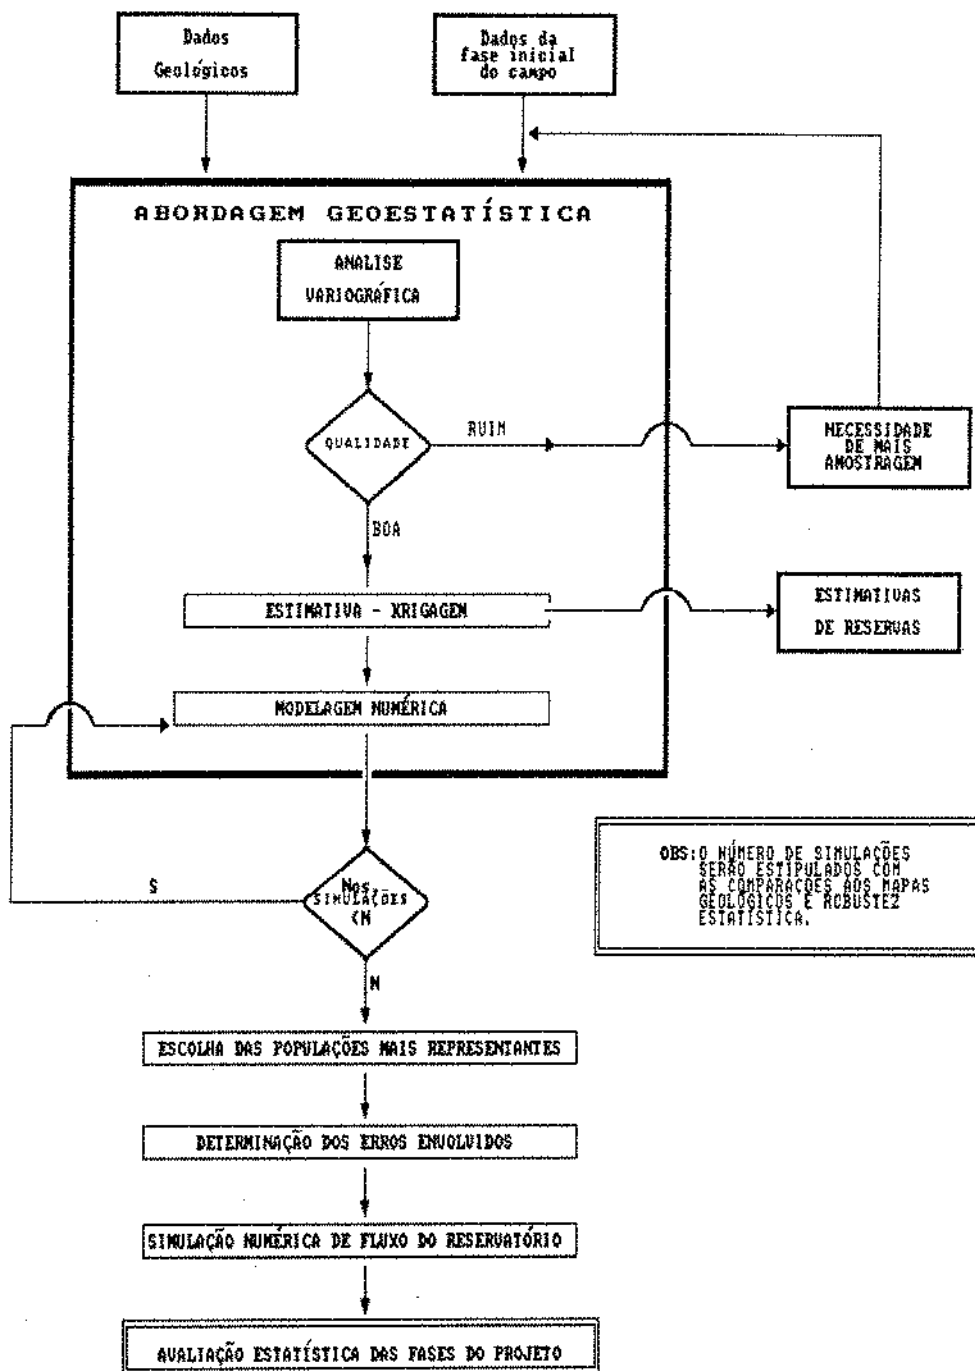 Dados
Geológicos
Dados da
fase inicial
do campo
ABORDAGEM GEOESTATÍSTICA
ANALISE
VARIOGRÁFICA
QUALIDADE
RUIM
NECESSIDADE
DE MAIS
AMOSTRAGEM
BOA
ESTIMATIVA - KRIGAGEM
ESTIMATIVAS
DE RESERVAS
MODELAGEM NUMÉRICA
OBS: O NÚMERO DE SIMULAÇÕES
SERÃO ESTIPULADOS COM
AS COMPARAÇÕES AOS MAPAS
GEOLÓGICOS E ROBUSTEZ
ESTATÍSTICA.
S
Nos.
SIMULAÇÕES
<N
N
ESCOLHA DAS POPULAÇÕES MAIS REPRESENTANTES
DETERMINAÇÃO DOS ERROS ENVOLVIDOS
SIMULAÇÃO NUMÉRICA DE FLUXO DO RESERVATÓRIO
AVALIAÇÃO ESTATÍSTICA DAS FASES DO PROJETO